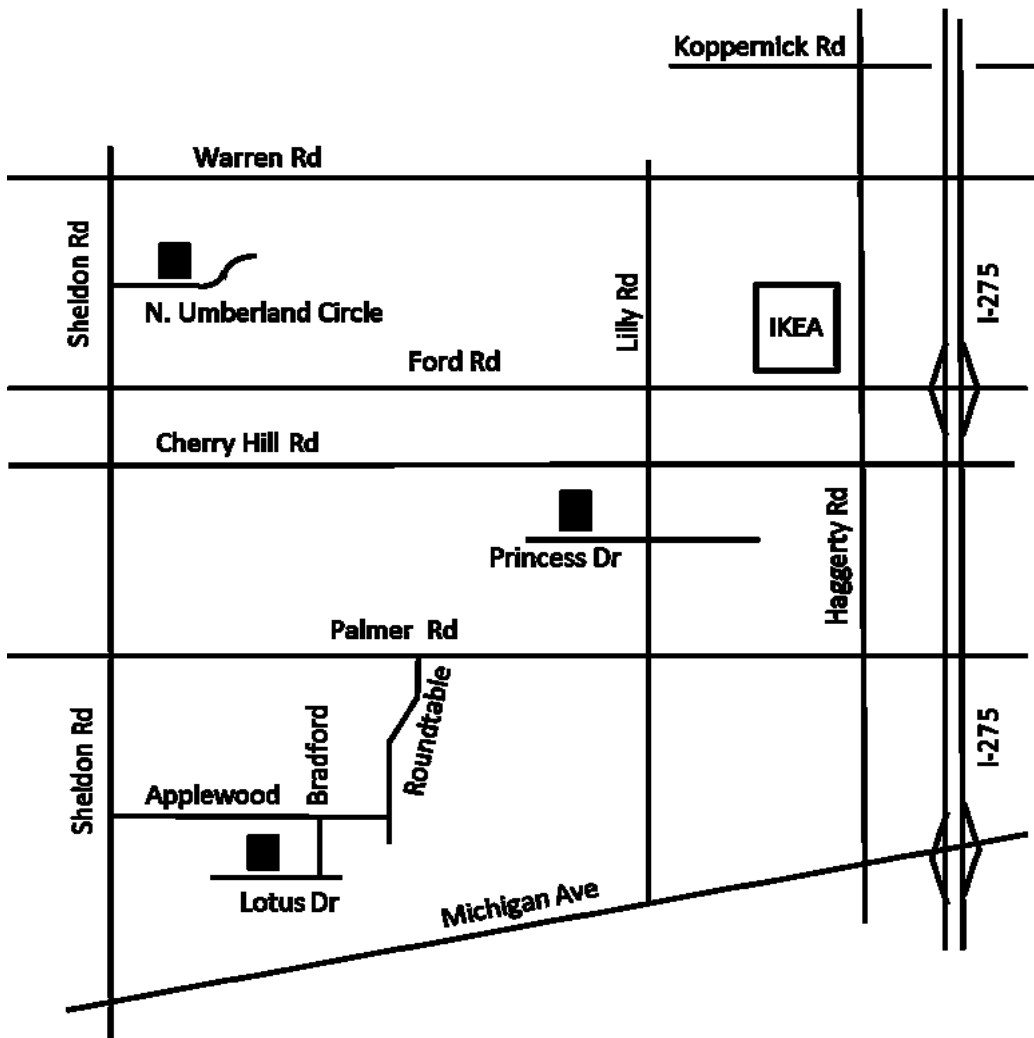 Koppernick Rd
Warren Rd
Sheldon Rd
N. Umberland Circle
Lilly Rd
IKEA
I-275
Ford Rd
Cherry Hill Rd
Princess Dr
Haggerty Rd
Palmer Rd
Sheldon Rd
Applewood
Bradford
Roundtable
I-275
Lotus Dr
Michigan Ave